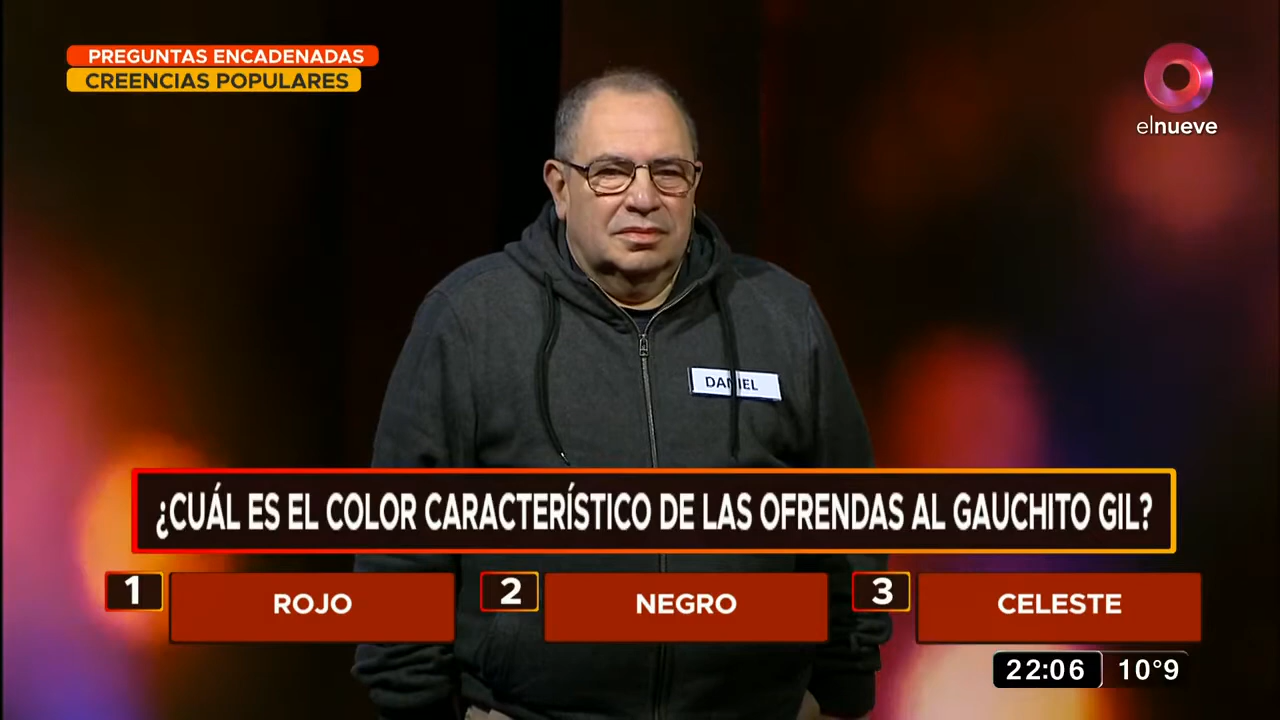 PREGUNTAS ENCADENADAS
CREENCIAS POPULARES
elnueve
DANIEL
¿CUÁL ES EL COLOR CARACTERÍSTICO DE LAS OFRENDAS AL GAUCHITO GIL?
1 ROJO 2 NEGRO 3 CELESTE
22:06 10°9